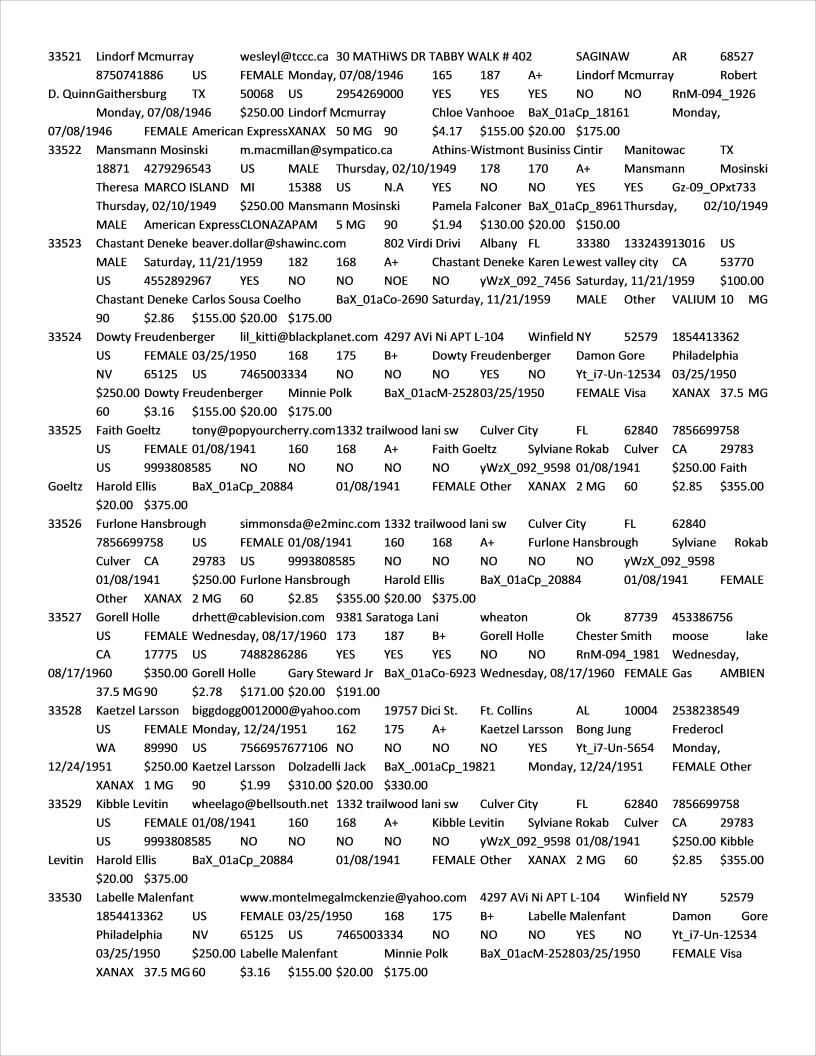 33521 Lindorf Mcmurray wesleyl@tccc.ca 30 MATHiWS DR TABBY WALK # 402 SAGINAW AR 68527
8750741886 US FEMALE Monday, 07/08/1946 165 187 A+ Lindorf Mcmurray Robert
D. Quinn Gaithersburg TX 50068 US 2954269000 YES YES YES NO NO RnM-094_1926
Monday, 07/08/1946 $250.00 Lindorf Mcmurray Chloe Vanhooe BaX_01aCp_18161 Monday,
07/08/1946 FEMALE American Express XANAX 50 MG 90 $4.17 $155.00 $20.00 $175.00
33522 Mansmann Mosinski m.macmillan@sympatico.ca Athins-Wistmont Businiss Cintir Manitowac TX
18871 4279296543 US MALE Thursday, 02/10/1949 178 170 A+ Mansmann Mosinski
Theresa MARCO ISLAND MI 15388 US N.A YES NO NO YES YES Gz-09_OPxt733
Thursday, 02/10/1949 $250.00 Mansmann Mosinski Pamela Falconer BaX_01aCp_8961 Thursday, 02/10/1949
MALE American Express CLONAZAPAM 5 MG 90 $1.94 $130.00 $20.00 $150.00
33523 Chastant Deneke beaver.dollar@shawinc.com 802 Virdi Drivi Albany FL 33380 133243913016 US
MALE Saturday, 11/21/1959 182 168 A+ Chastant Deneke Karen Le west valley city CA 53770
US 4552892967 YES NO NO NOE NO yWzX_092_7456 Saturday, 11/21/1959 $100.00
Chastant Deneke Carlos Sousa Coelho BaX_01aCo-2690 Saturday, 11/21/1959 MALE Other VALIUM 10 MG
90 $2.86 $155.00 $20.00 $175.00
33524 Dowty Freudenberger lil_kitti@blackplanet.com 4297 AVi Ni APT L-104 Winfield NY 52579 1854413362
US FEMALE 03/25/1950 168 175 B+ Dowty Freudenberger Damon Gore Philadelphia
NV 65125 US 7465003334 NO NO NO YES NO Yt_i7-Un-12534 03/25/1950
$250.00 Dowty Freudenberger Minnie Polk BaX_01acM-2528 03/25/1950 FEMALE Visa XANAX 37.5 MG
60 $3.16 $155.00 $20.00 $175.00
33525 Faith Goeltz tony@popyourcherry.com 1332 trailwood lani sw Culver City FL 62840 7856699758
US FEMALE 01/08/1941 160 168 A+ Faith Goeltz Sylviane Rokab Culver CA 29783
US 9993808585 NO NO NO NO NO yWzX_092_9598 01/08/1941 $250.00 Faith
Goeltz Harold Ellis BaX_01aCp_20884 01/08/1941 FEMALE Other XANAX 2 MG 60 $2.85 $355.00
$20.00 $375.00
33526 Furlone Hansbrough simmonsda@e2minc.com 1332 trailwood lani sw Culver City FL 62840
7856699758 US FEMALE 01/08/1941 160 168 A+ Furlone Hansbrough Sylviane Rokab
Culver CA 29783 US 9993808585 NO NO NO NO NO yWzX_092_9598
01/08/1941 $250.00 Furlone Hansbrough Harold Ellis BaX_01aCp_20884 01/08/1941 FEMALE
Other XANAX 2 MG 60 $2.85 $355.00 $20.00 $375.00
33527 Gorell Holle drhett@cablevision.com 9381 Saratoga Lani wheaton Ok 87739 453386756
US FEMALE Wednesday, 08/17/1960 173 187 B+ Gorell Holle Chester Smith moose lake
CA 17775 US 7488286286 YES YES YES NO NO RnM-094_1981 Wednesday,
08/17/1960 $350.00 Gorell Holle Gary Steward Jr BaX_01aCo-6923 Wednesday, 08/17/1960 FEMALE Gas AMBIEN
37.5 MG 90 $2.78 $171.00 $20.00 $191.00
33528 Kaetzel Larsson biggdogg0012000@yahoo.com 19757 Dici St. Ft. Collins AL 10004 2538238549
US FEMALE Monday, 12/24/1951 162 175 A+ Kaetzel Larsson Bong Jung Frederocl
WA 89990 US 7566957677106 NO NO NO NO YES Yt_i7-Un-5654 Monday,
12/24/1951 $250.00 Kaetzel Larsson Dolzadelli Jack BaX_.001aCp_19821 Monday, 12/24/1951 FEMALE Other
XANAX 1 MG 90 $1.99 $310.00 $20.00 $330.00
33529 Kibble Levitin wheelago@bellsouth.net 1332 trailwood lani sw Culver City FL 62840 7856699758
US FEMALE 01/08/1941 160 168 A+ Kibble Levitin Sylviane Rokab Culver CA 29783
US 9993808585 NO NO NO NO NO yWzX_092_9598 01/08/1941 $250.00 Kibble
Levitin Harold Ellis BaX_01aCp_20884 01/08/1941 FEMALE Other XANAX 2 MG 60 $2.85 $355.00
$20.00 $375.00
33530 Labelle Malenfant www.montelmegalmckenzie@yahoo.com 4297 AVi Ni APT L-104 Winfield NY 52579
1854413362 US FEMALE 03/25/1950 168 175 B+ Labelle Malenfant Damon Gore
Philadelphia NV 65125 US 7465003334 NO NO NO YES NO Yt_i7-Un-12534
03/25/1950 $250.00 Labelle Malenfant Minnie Polk BaX_01acM-2528 03/25/1950 FEMALE Visa
XANAX 37.5 MG 60 $3.16 $155.00 $20.00 $175.00